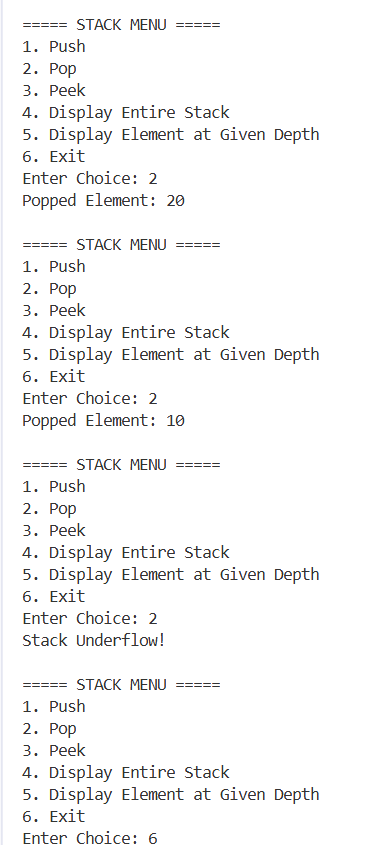 ===== STACK MENU =====
1. Push
2. Pop
3. Peek
4. Display Entire Stack
5. Display Element at Given Depth
6. Exit
Enter Choice: 2
Popped Element: 20

===== STACK MENU =====
1. Push
2. Pop
3. Peek
4. Display Entire Stack
5. Display Element at Given Depth
6. Exit
Enter Choice: 2
Popped Element: 10

===== STACK MENU =====
1. Push
2. Pop
3. Peek
4. Display Entire Stack
5. Display Element at Given Depth
6. Exit
Enter Choice: 2
Stack Underflow!

===== STACK MENU =====
1. Push
2. Pop
3. Peek
4. Display Entire Stack
5. Display Element at Given Depth
6. Exit
Enter Choice: 6